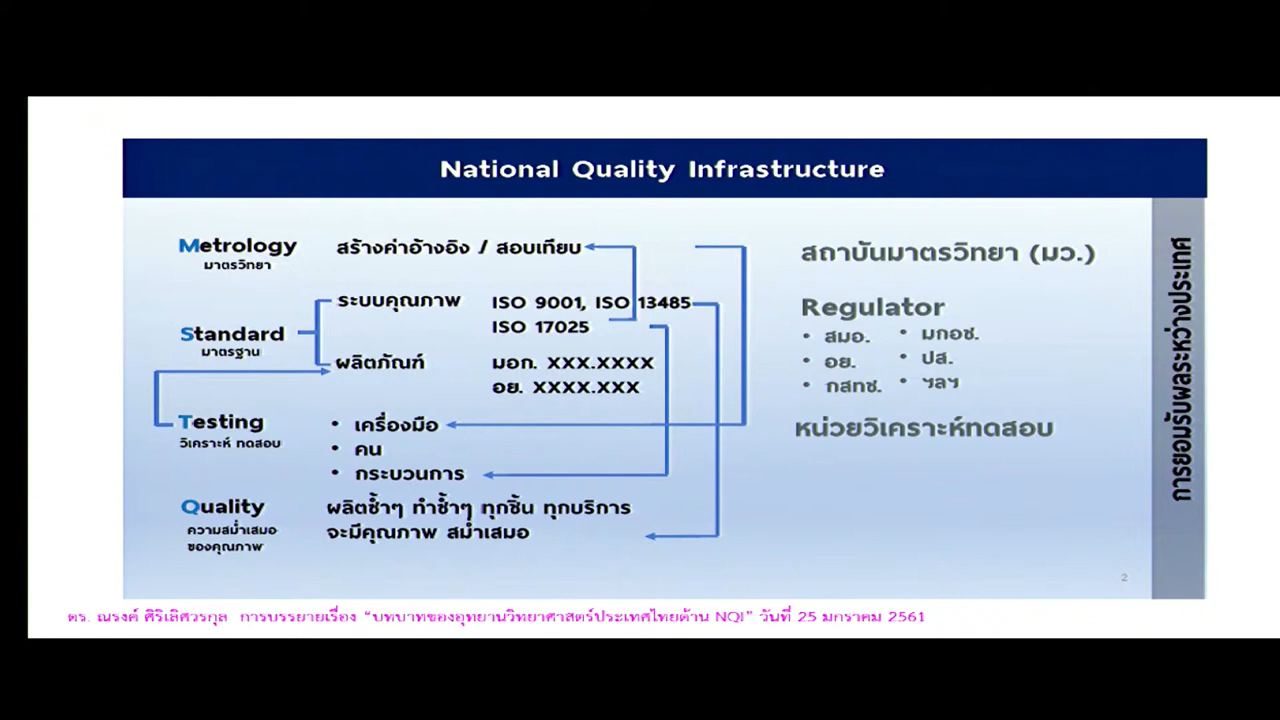 National Quality Infrastructure
Metrology
มาตรวิทยา
สร้างค่าอ้างอิง / สอบเทียบ
Standard
มาตรฐาน
ระบบคุณภาพ
ISO 9001, ISO 13485
ISO 17025
ผลิตภัณฑ์
มอก. XXX.XXXX
อย. XXXX.XXX
Testing
วิเคราะห์ ทดสอบ
• เครื่องมือ
• คน
• กระบวนการ
Quality
ความสม่ำเสมอ
ของคุณภาพ
ผลิตซ้ำๆ ทำซ้ำๆ ทุกชิ้น ทุกบริการ
จะมีคุณภาพ สม่ำเสมอ
สถาบันมาตรวิทยา (มว.)
Regulator
• สมอ.
• อย.
• กสทช.
• มกอช.
• ปส.
• ฯลฯ
หน่วยวิเคราะห์ทดสอบ
การยอมรับผลระหว่างประเทศ
2
ดร. ณรงค์ ศิริเลิศวรกุล การบรรยายเรื่อง “บทบาทของอุทยานวิทยาศาสตร์ประเทศไทยด้าน NQI” วันที่ 25 มกราคม 2561